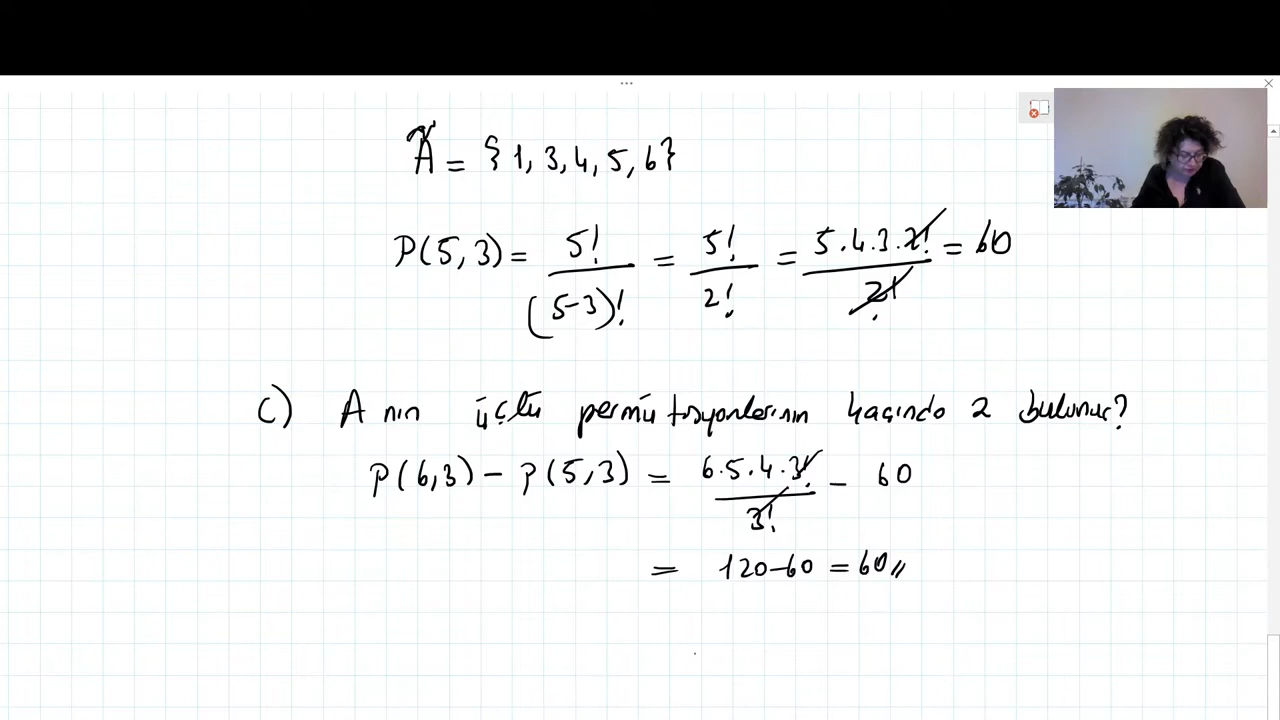 Ã = {1, 3, 4, 5, 6}
P(5,3) = 5!/(5-3)! = 5!/2! = 5.4.3.2!/2! = 60
C) A nın üçlü permütasyonlarının kaçında 2 bulunur?
P(6,3) - P(5,3) = 6.5.4.3!/3! - 60
= 120-60 = 60//